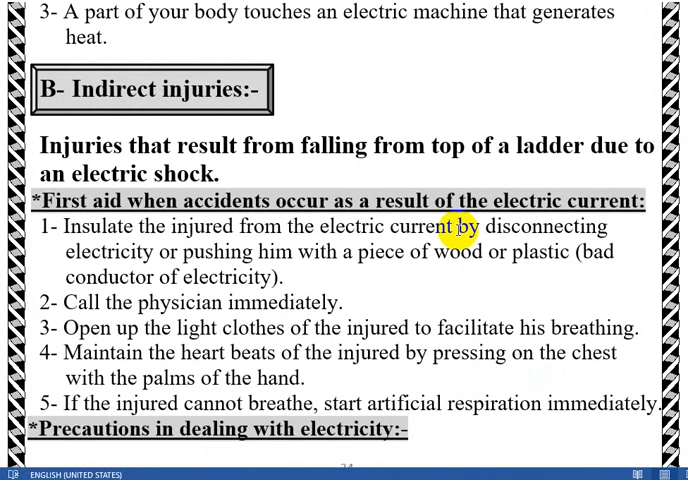 3- A part of your body touches an electric machine that generates
heat.
B- Indirect injuries:-
Injuries that result from falling from top of a ladder due to
an electric shock.
*First aid when accidents occur as a result of the electric current:
1- Insulate the injured from the electric current by disconnecting
electricity or pushing him with a piece of wood or plastic (bad
conductor of electricity).
2- Call the physician immediately.
3- Open up the light clothes of the injured to facilitate his breathing.
4- Maintain the heart beats of the injured by pressing on the chest
with the palms of the hand.
5- If the injured cannot breathe, start artificial respiration immediately.
*Precautions in dealing with electricity:-
ENGLISH (UNITED STATES)